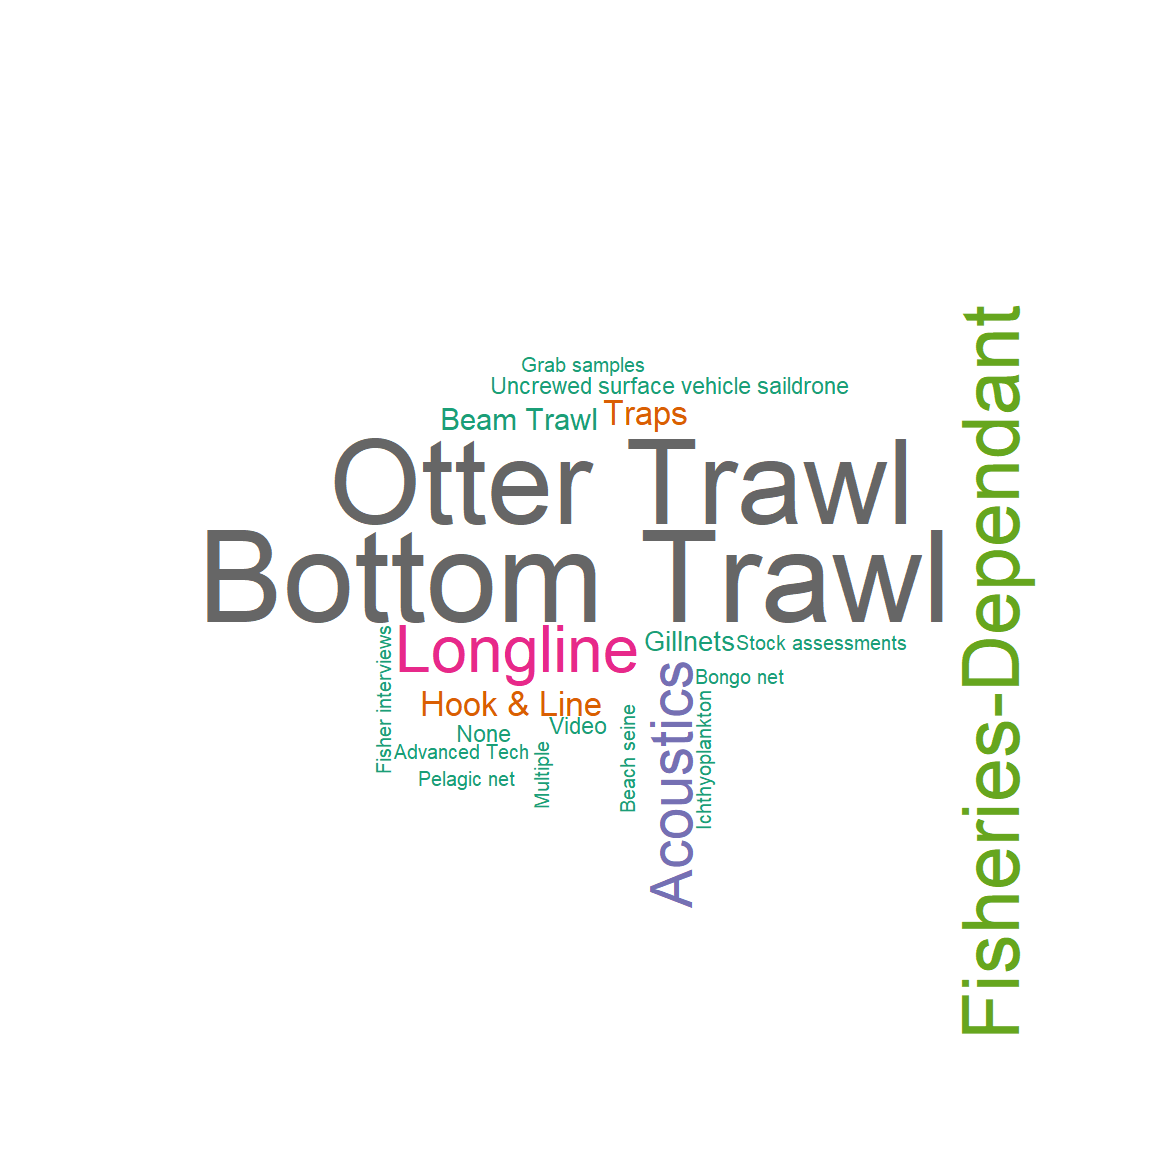 Grab samples
Uncrewed surface vehicle saildrone
Beam Trawl
Traps
Otter Trawl
Bottom Trawl
Fisheries-Dependant
Longline
Gillnets
Stock assessments
Fisher interviews
Acoustics
Bongo net
Hook & Line
Ichthyoplankton
Video
None
Beach seine
Advanced Tech
Multiple
Pelagic net